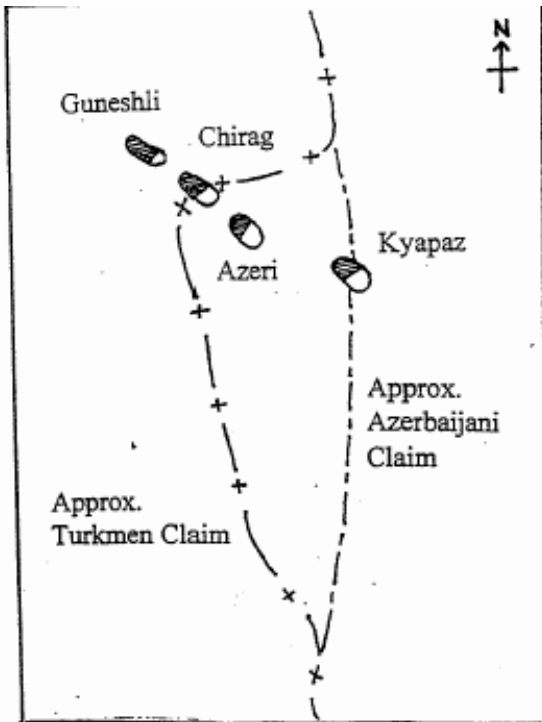 N
Guneshli
Chirag
Azeri
Kyapaz
Approx.
Azerbaijani
Claim
Approx.
Turkmen Claim